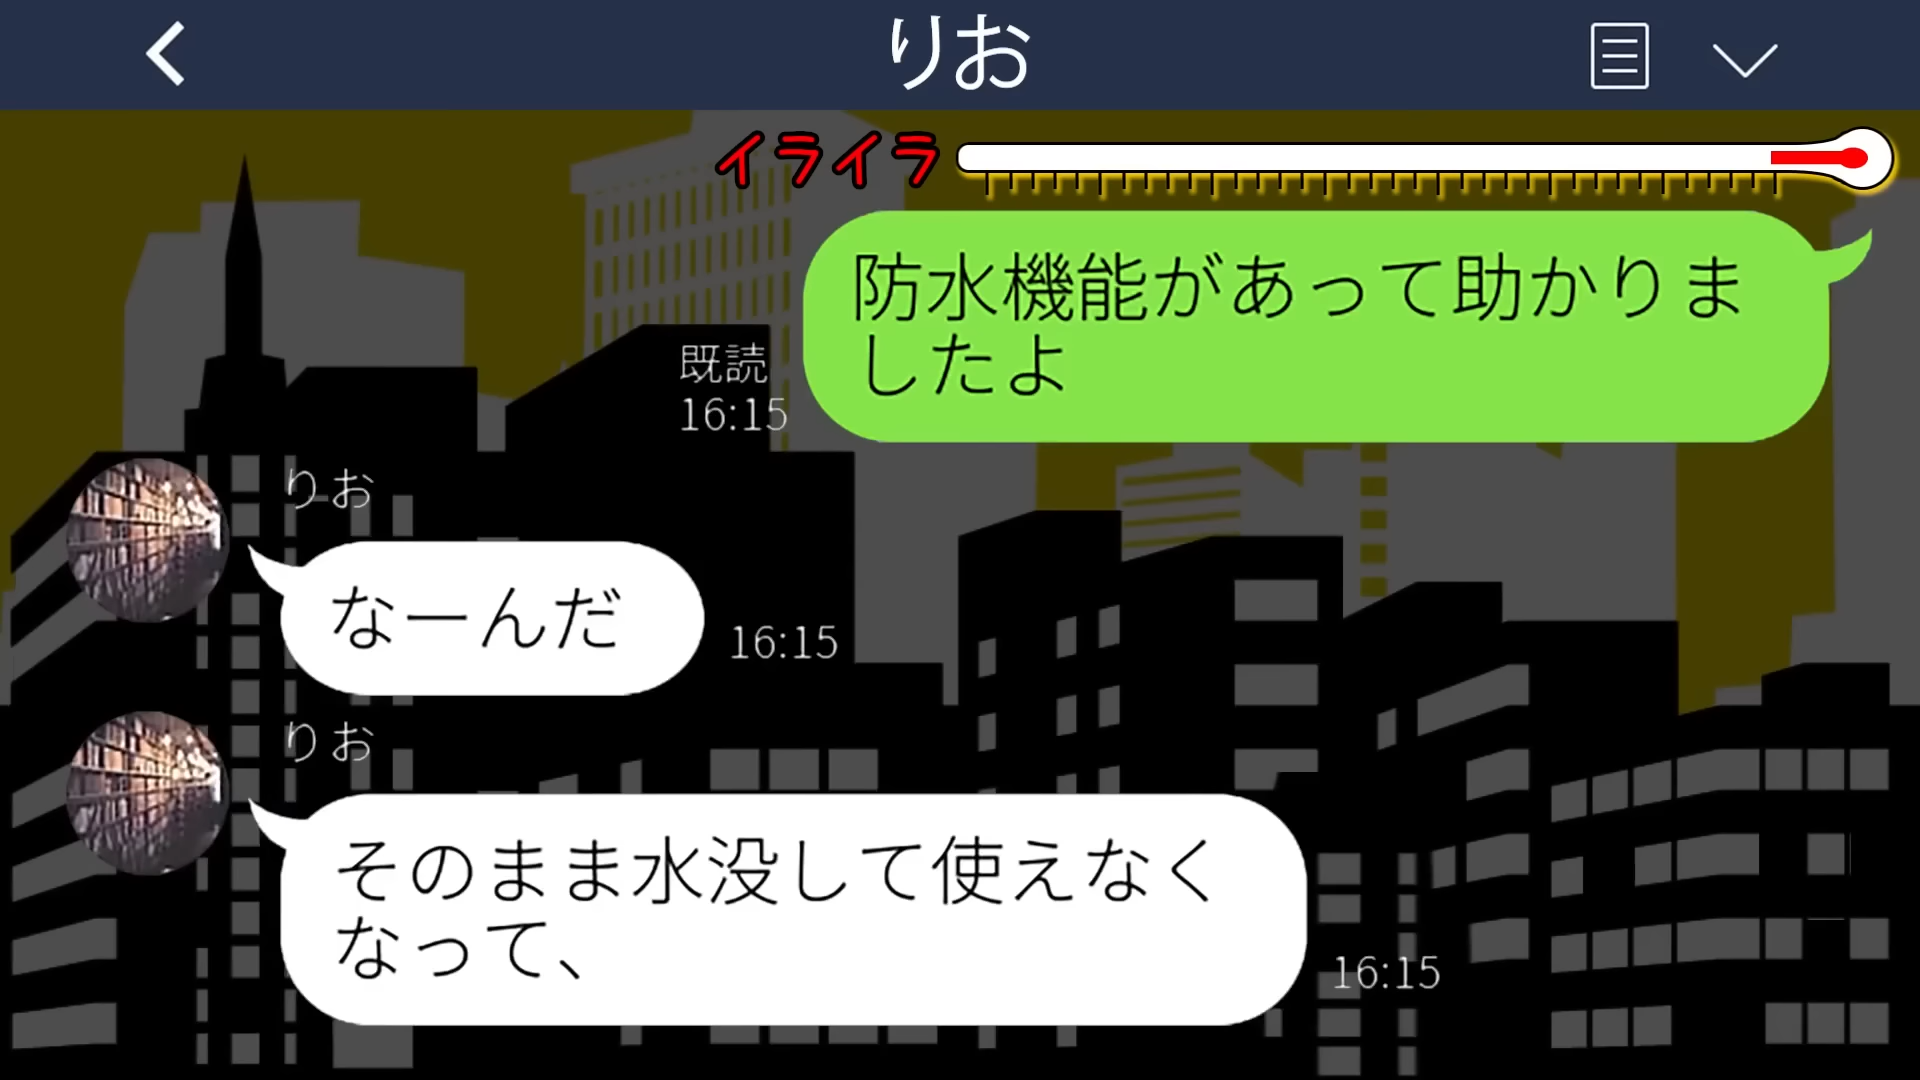 りお
イライラ
防水機能があって助かりま
したよ
既読
16:15
りお
なーんだ
16:15
りお
そのまま水没して使えなく
なって、
16:15